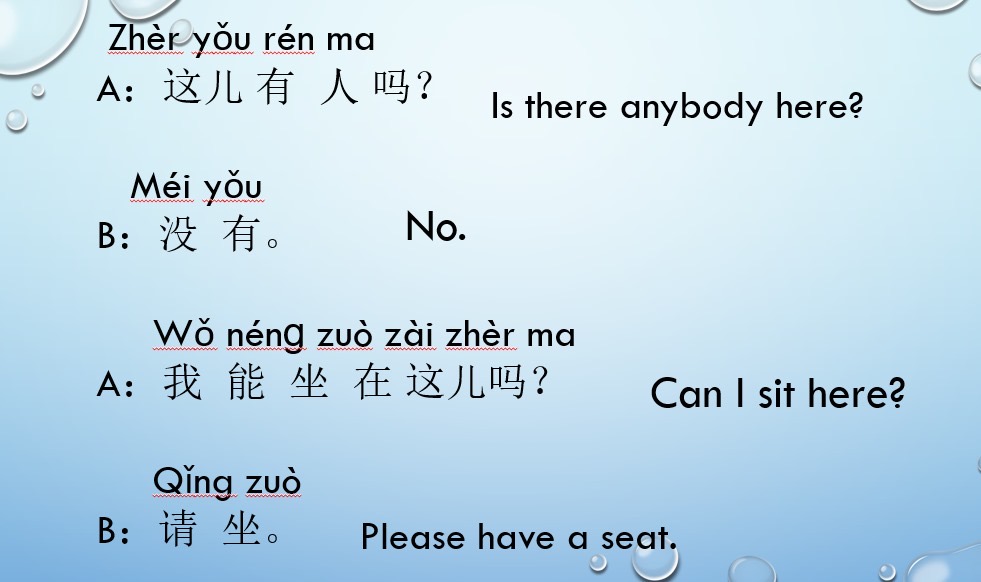 Zhèr yǒu rén ma
A：这儿 有 人 吗？ Is there anybody here?
Méi yǒu
B：没 有。 No.
Wǒ néng zuò zài zhèr ma
A：我 能 坐 在 这儿吗？ Can I sit here?
Qǐng zuò
B：请 坐。 Please have a seat.